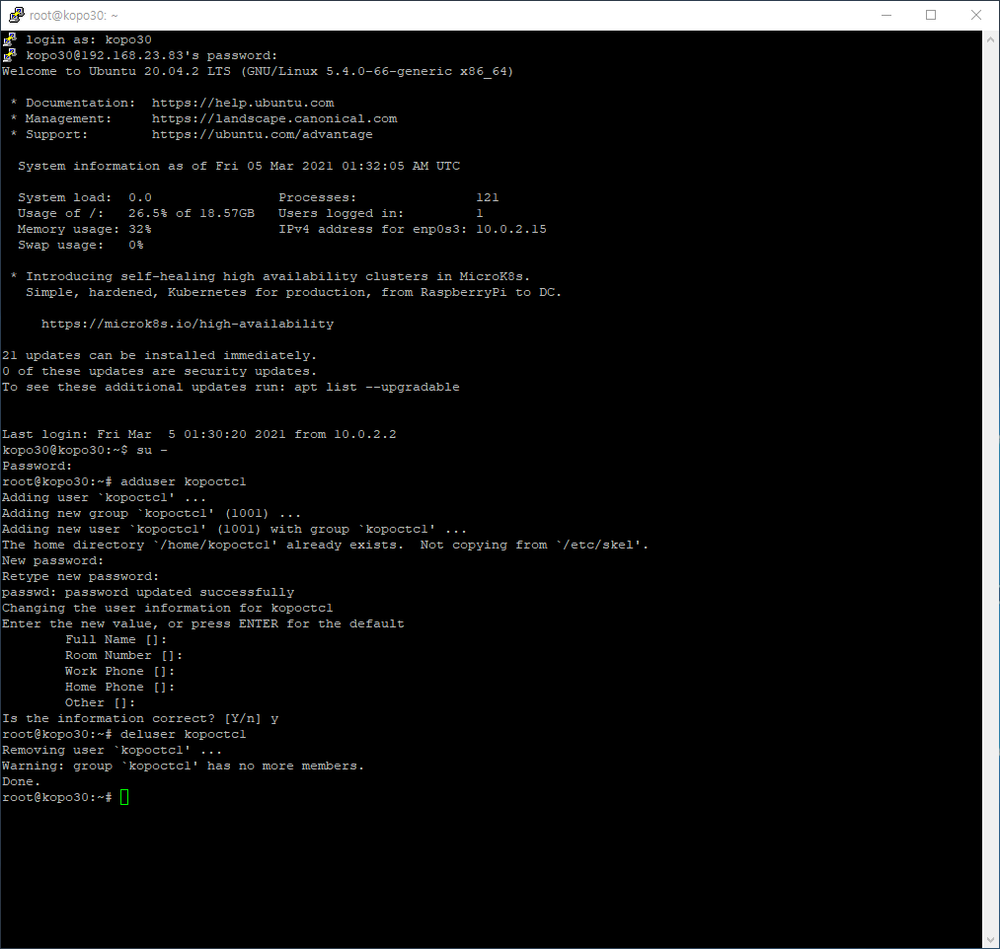 root@kopo30: ~
login as: kopo30
kopo30@192.168.23.83's password:
Welcome to Ubuntu 20.04.2 LTS (GNU/Linux 5.4.0-66-generic x86_64)
* Documentation:  https://help.ubuntu.com
* Management:     https://landscape.canonical.com
* Support:        https://ubuntu.com/advantage
System information as of Fri 05 Mar 2021 01:32:05 AM UTC
System load:  0.0                Processes:               121
Usage of /:   26.5% of 18.57GB   Users logged in:         1
Memory usage: 32%                IPv4 address for enp0s3: 10.0.2.15
Swap usage:   0%
* Introducing self-healing high availability clusters in MicroK8s.
Simple, hardened, Kubernetes for production, from RaspberryPi to DC.
https://microk8s.io/high-availability
21 updates can be installed immediately.
0 of these updates are security updates.
To see these additional updates run: apt list --upgradable
Last login: Fri Mar  5 01:30:20 2021 from 10.0.2.2
kopo30@kopo30:~$ su -
Password:
root@kopo30:~# adduser kopoctc1
Adding user `kopoctc1' ...
Adding new group `kopoctc1' (1001) ...
Adding new user `kopoctc1' (1001) with group `kopoctc1' ...
The home directory `/home/kopoctc1' already exists.  Not copying from `/etc/skel'.
New password:
Retype new password:
passwd: password updated successfully
Changing the user information for kopoctc1
Enter the new value, or press ENTER for the default
Full Name []:
Room Number []:
Work Phone []:
Home Phone []:
Other []:
Is the information correct? [Y/n] y
root@kopo30:~# deluser kopoctc1
Removing user `kopoctc1' ...
Warning: group `kopoctc1' has no more members.
Done.
root@kopo30:~#